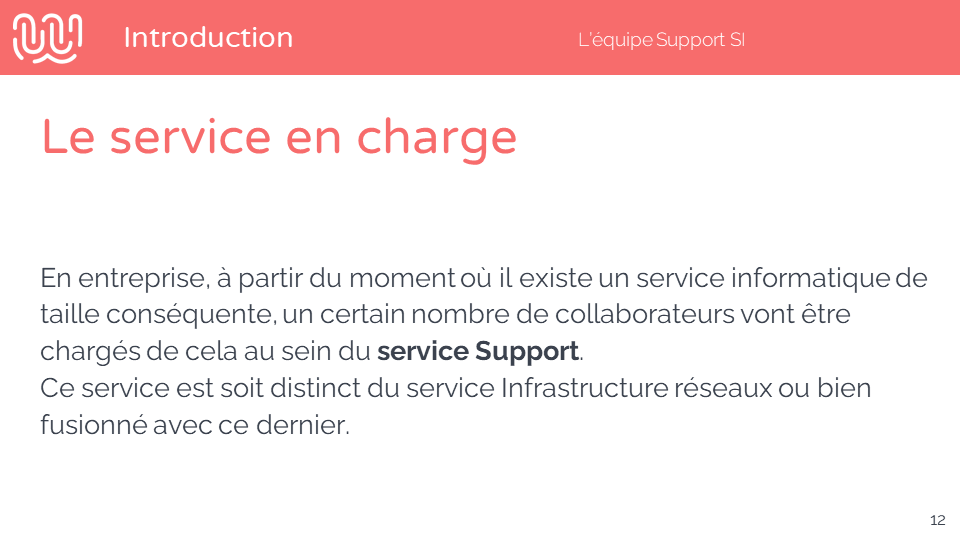 Introduction
L'équipe Support SI
Le service en charge
En entreprise, à partir du moment où il existe un service informatique de
taille conséquente, un certain nombre de collaborateurs vont être
chargés de cela au sein du service Support.
Ce service est soit distinct du service Infrastructure réseaux ou bien
fusionné avec ce dernier.
12